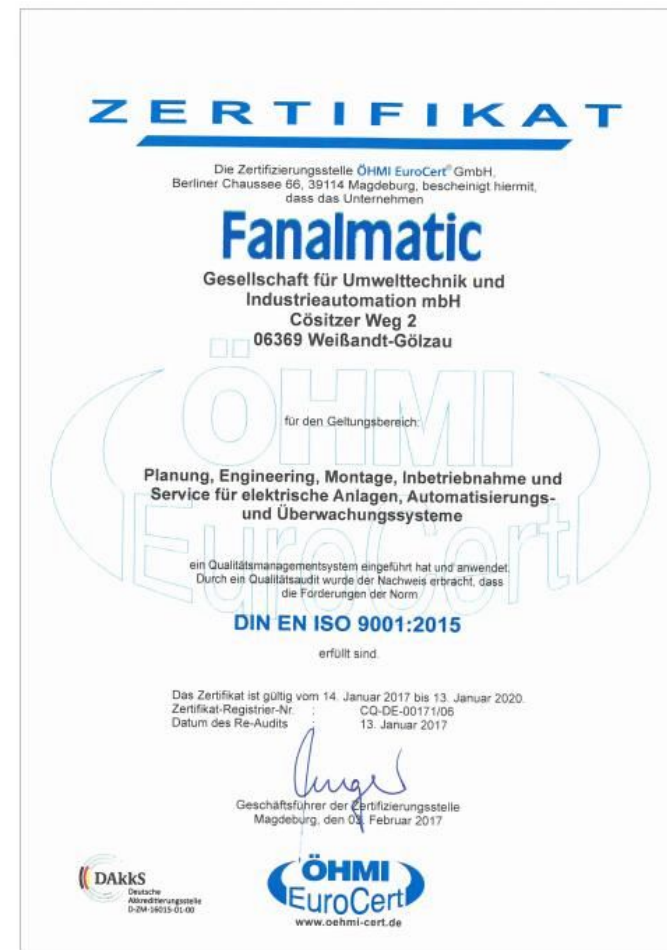 ZERTIFIKAT
Die Zertifizierungsstelle ÖHMI EuroCert® GmbH,
Berliner Chaussee 66, 39114 Magdeburg, bescheinigt hiermit,
dass das Unternehmen
Fanalmatic
Gesellschaft für Umwelttechnik und
Industrieautomation mbH
Cösitzer Weg 2
06369 Weißandt-Gölzau
ÖHMI
EuroCert
für den Geltungsbereich:
Planung, Engineering, Montage, Inbetriebnahme und
Service für elektrische Anlagen, Automatisierungs-
und Überwachungssysteme
ein Qualitätsmanagementsystem eingeführt hat und anwendet.
Durch ein Qualitätsaudit wurde der Nachweis erbracht, dass
die Forderungen der Norm
DIN EN ISO 9001:2015
erfüllt sind.
Das Zertifikat ist gültig vom 14. Januar 2017 bis 13. Januar 2020.
Zertifikat-Registrier-Nr. : CQ-DE-00171/06
Datum des Re-Audits : 13. Januar 2017
Geschäftsführer der Zertifizierungsstelle
Magdeburg, den Februar 2017
DAkkS
Deutsche
Akkreditierungsstelle
D-ZM-16015-01-00
ÖHMI
EuroCert
www.oehmi-cert.de